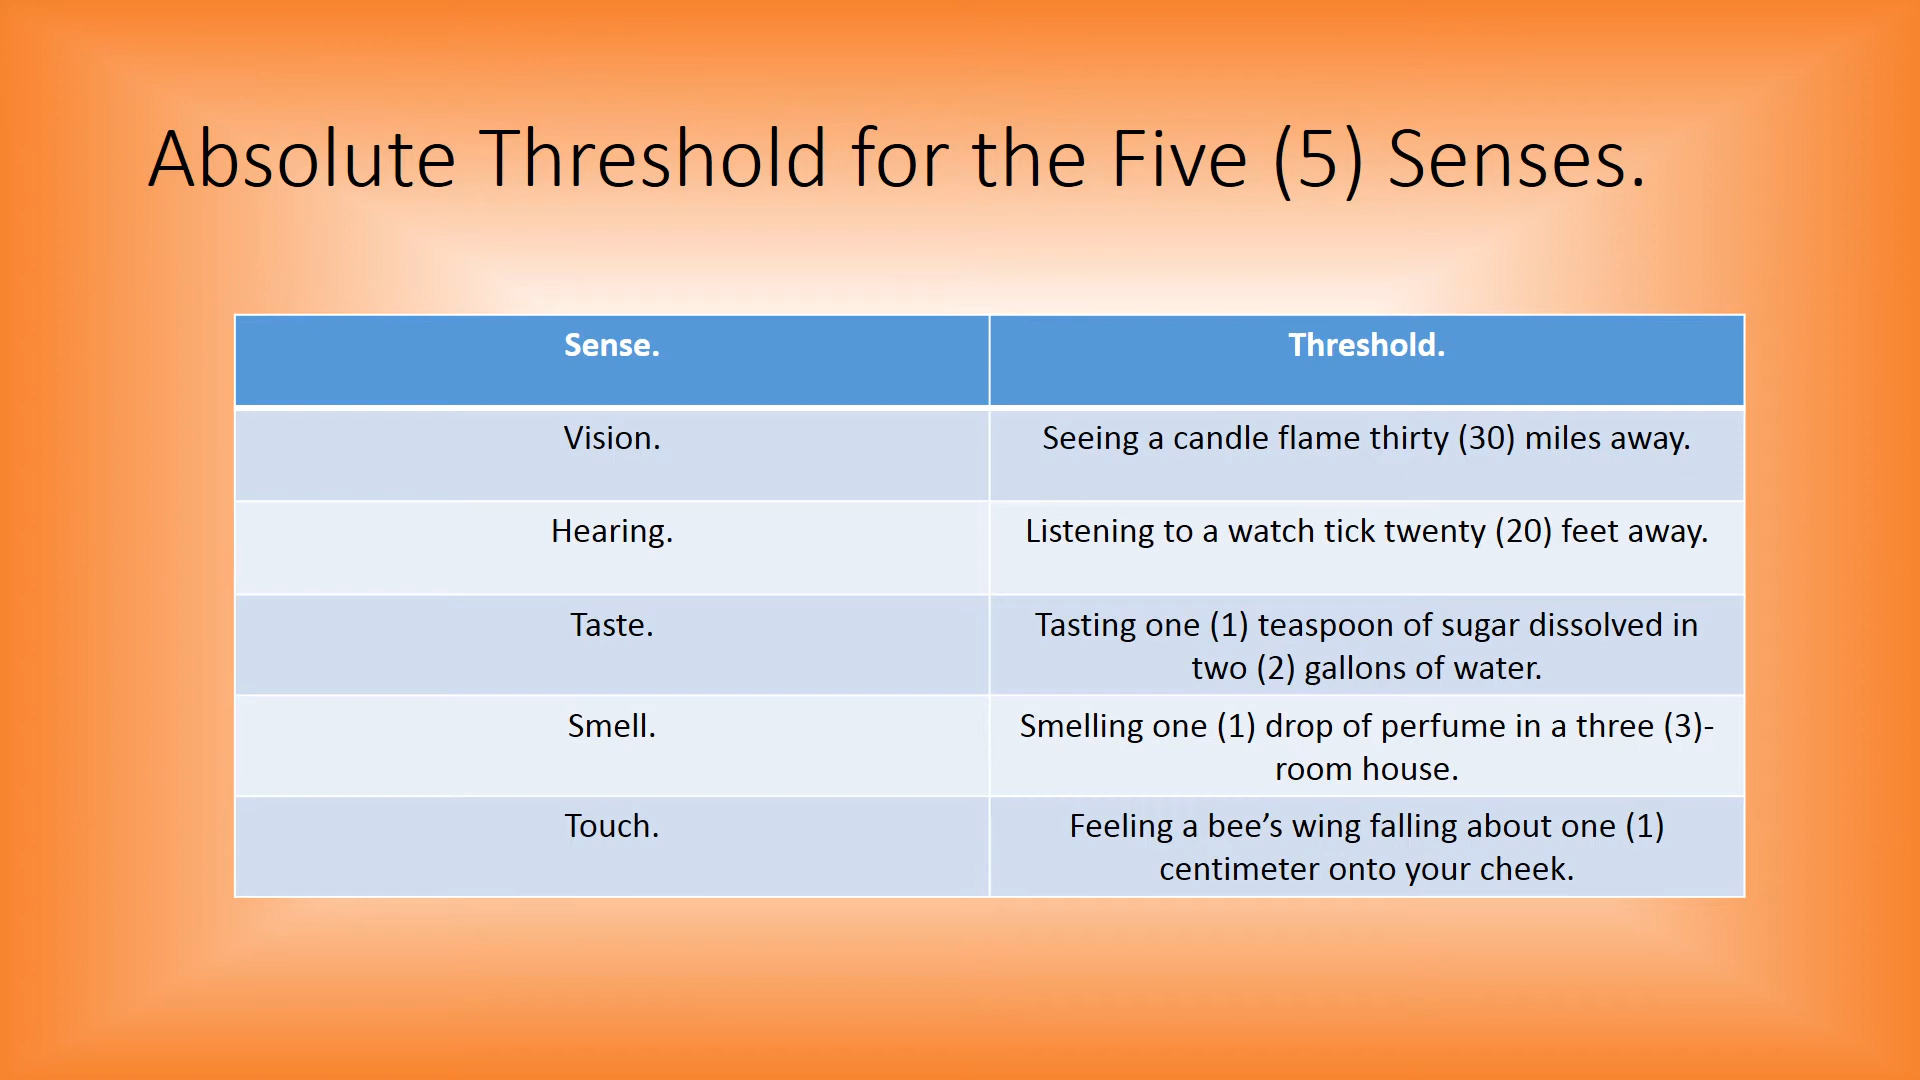 Absolute Threshold for the Five (5) Senses.
Sense.
Threshold.
Vision.
Seeing a candle flame thirty (30) miles away.
Hearing.
Listening to a watch tick twenty (20) feet away.
Taste.
Tasting one (1) teaspoon of sugar dissolved in
two (2) gallons of water.
Smell.
Smelling one (1) drop of perfume in a three (3)-
room house.
Touch.
Feeling a bee’s wing falling about one (1)
centimeter onto your cheek.